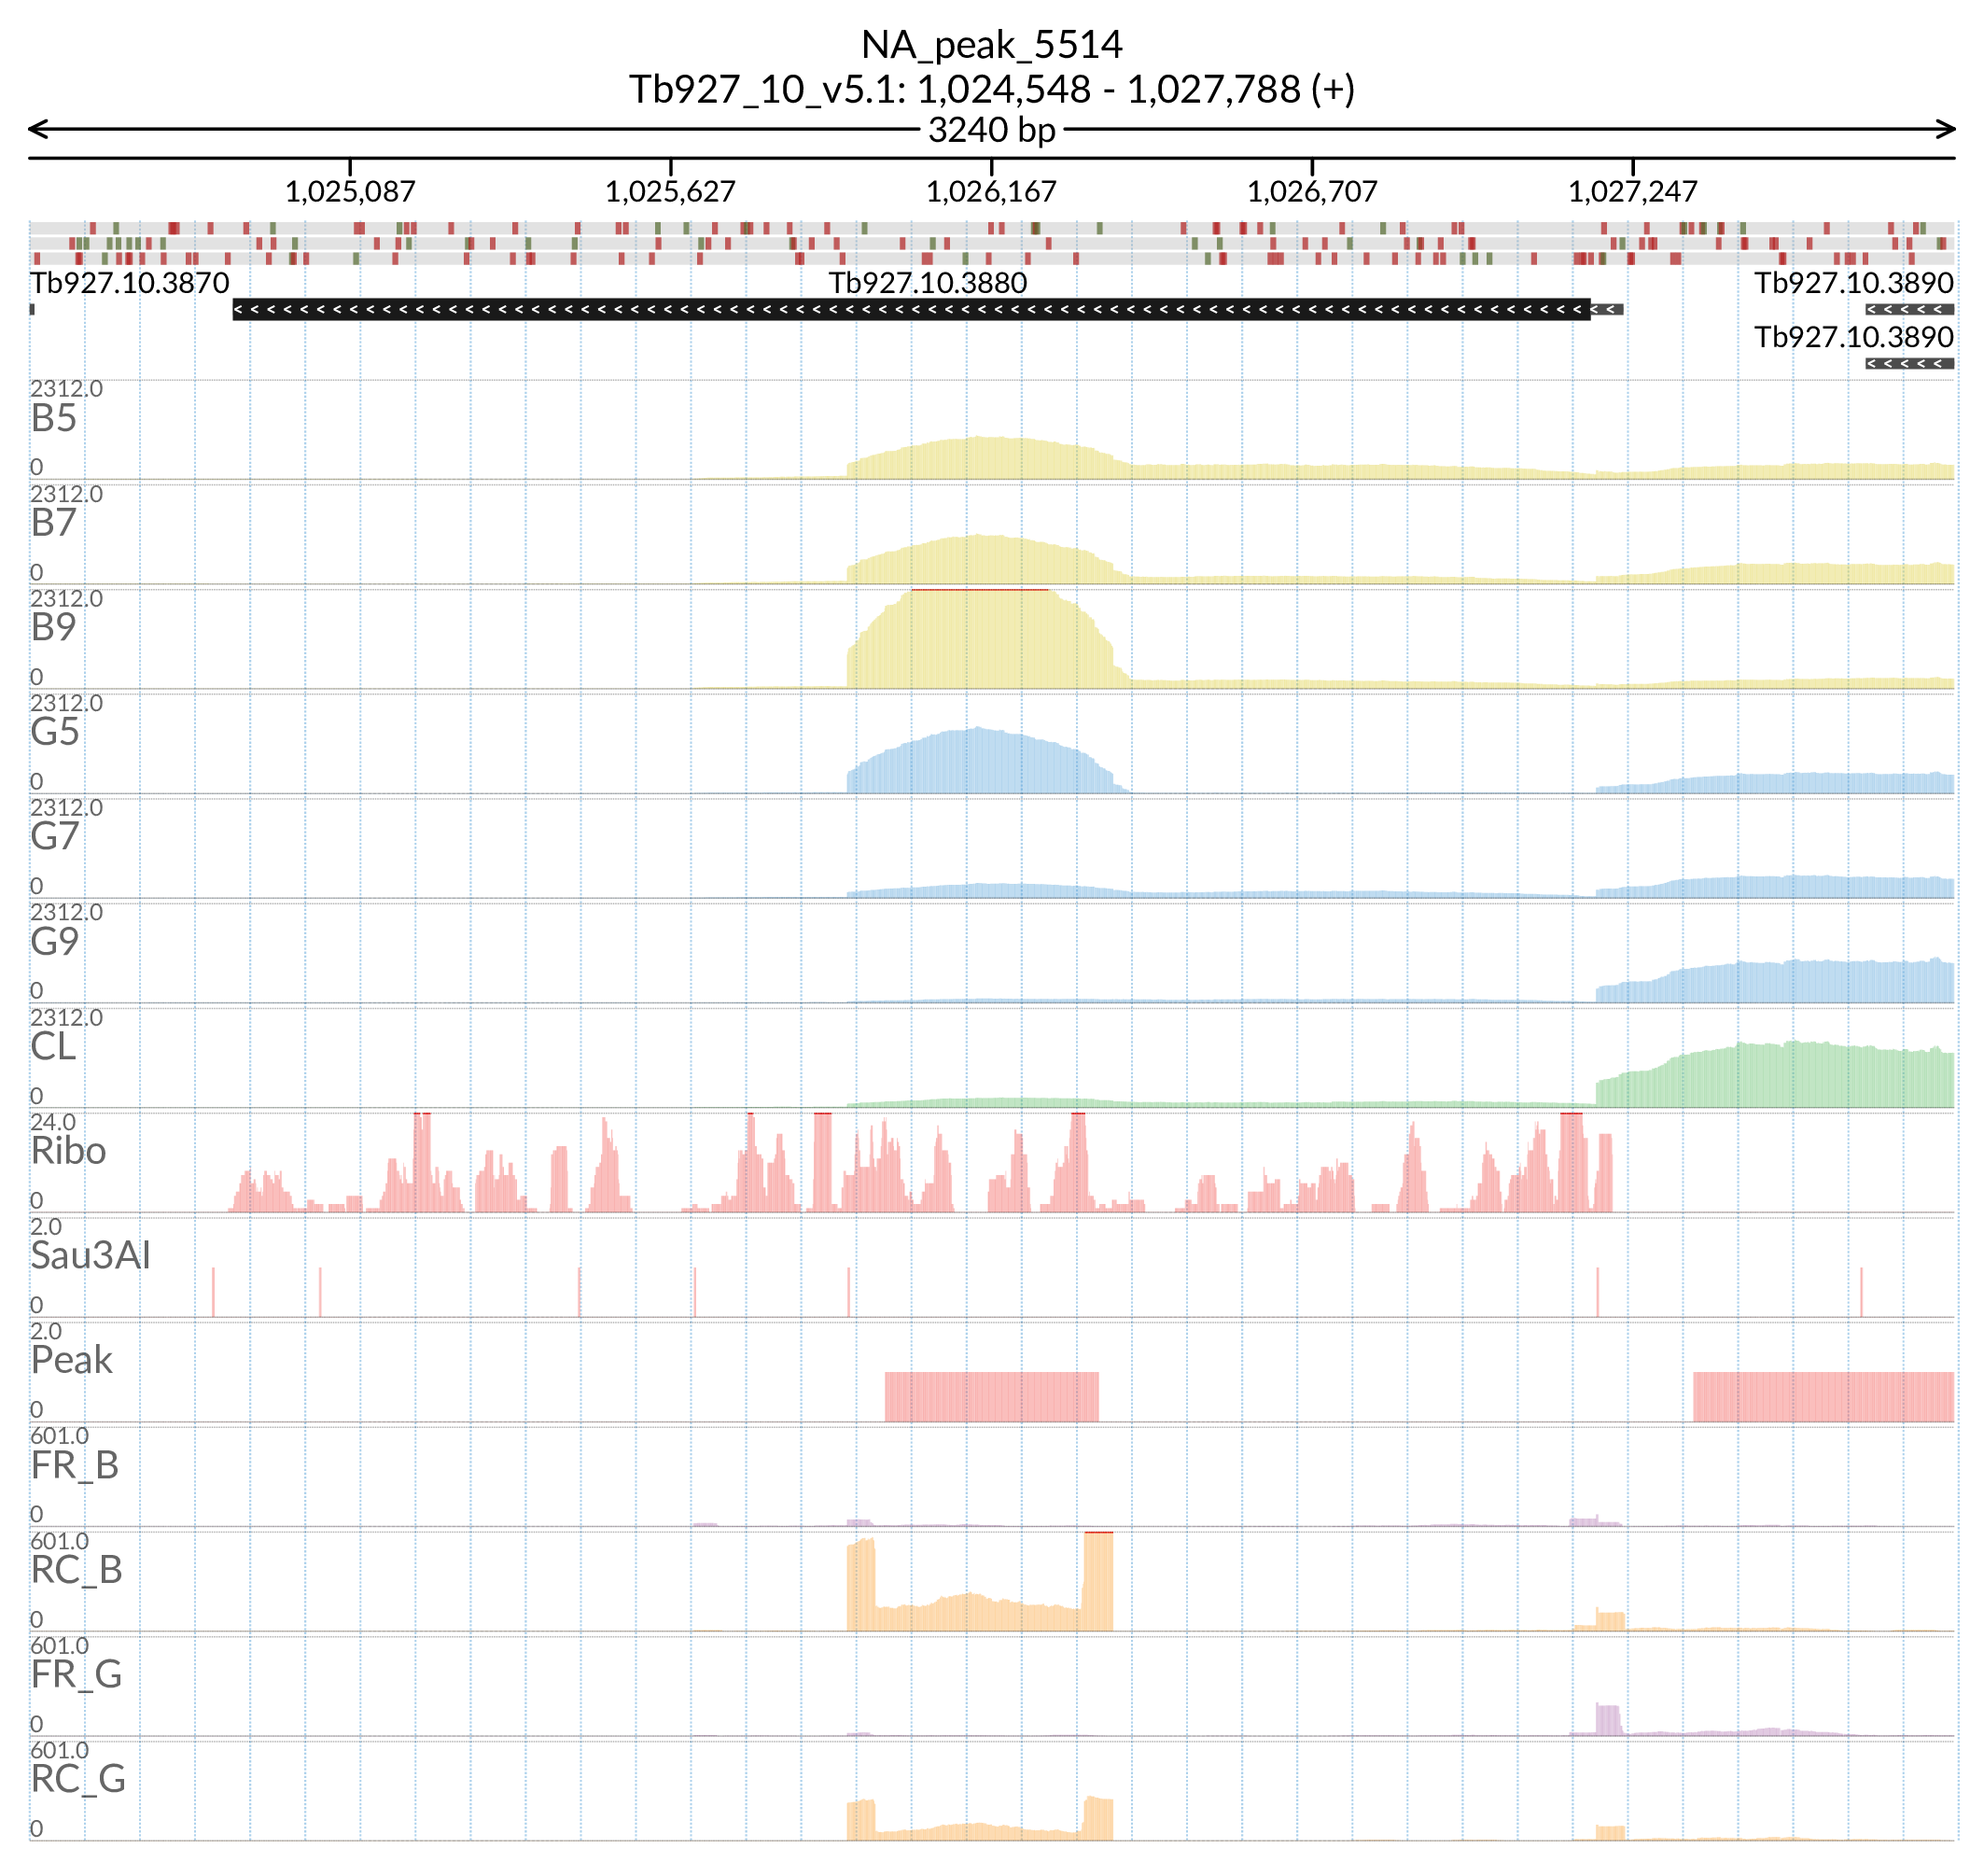 NA_peak_5514
Tb927_10_v5.1: 1,024,548 - 1,027,788 (+)
3240 bp
1,025,087 1,025,627 1,026,167 1,026,707 1,027,247
Tb927.10.3870 Tb927.10.3880 Tb927.10.3890
Tb927.10.3890
2312.0
B5
0
2312.0
B7
0
2312.0
B9
0
2312.0
G5
0
2312.0
G7
0
2312.0
G9
0
2312.0
CL
0
24.0
Ribo
0
2.0
Sau3AI
0
2.0
Peak
0
601.0
FR_B
0
601.0
RC_B
0
601.0
FR_G
0
601.0
RC_G
0